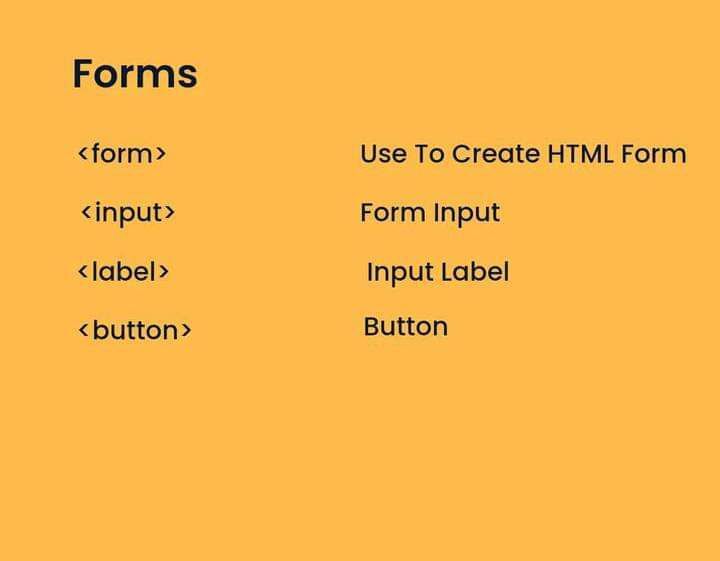 Forms
<form> Use To Create HTML Form
<input> Form Input
<label> Input Label
<button> Button